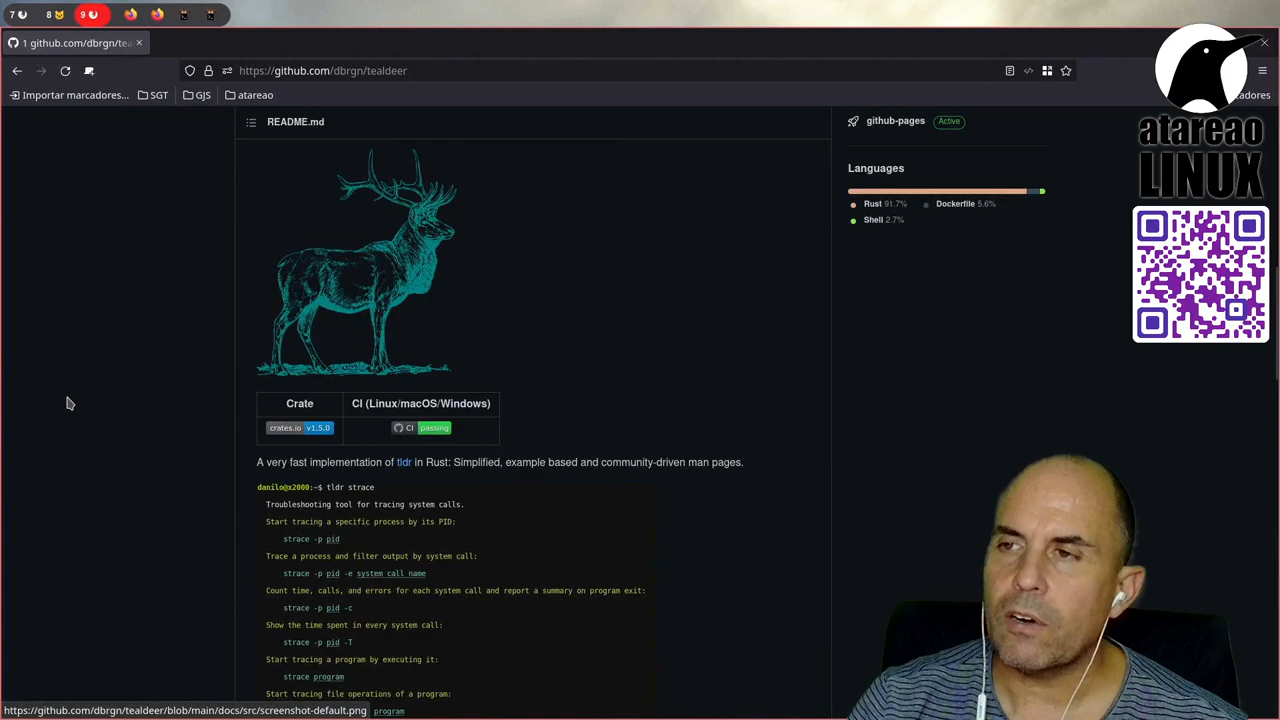 7
8
9
1 github.com/dbrgn/tea
https://github.com/dbrgn/tealdeer
Importar marcadores...
SGT
GJS
atareao
cadores
README.md
github-pages
Active
Languages
Rust 91.7%
Dockerfile 5.6%
Shell 2.7%
atareao
LINUX
Crate
CI (Linux/macOS/Windows)
crates.io v1.5.0
CI passing
A very fast implementation of tldr in Rust: Simplified, example based and community-driven man pages.
danilo@x2000:~$ tldr strace
Troubleshooting tool for tracing system calls.
Start tracing a specific process by its PID:
strace -p pid
Trace a process and filter output by system call:
strace -p pid -e system call name
Count time, calls, and errors for each system call and report a summary on program exit:
strace -p pid -c
Show the time spent in every system call:
strace -p pid -T
Start tracing a program by executing it:
strace program
Start tracing file operations of a program:
program
https://github.com/dbrgn/tealdeer/blob/main/docs/src/screenshot-default.png